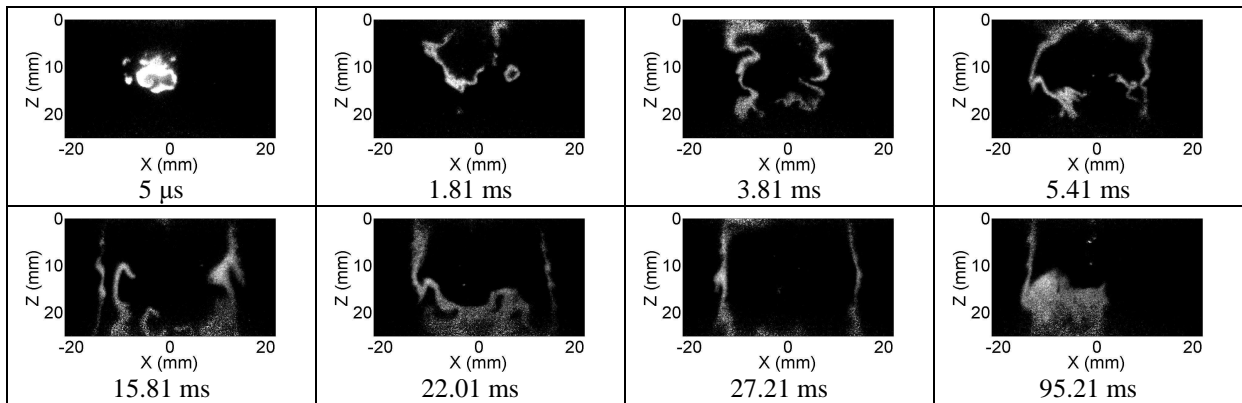 Z (mm)
0
10
20
-20 0 20
X (mm)
5 μs
Z (mm)
0
10
20
-20 0 20
X (mm)
1.81 ms
Z (mm)
0
10
20
-20 0 20
X (mm)
3.81 ms
Z (mm)
0
10
20
-20 0 20
X (mm)
5.41 ms
Z (mm)
0
10
20
-20 0 20
X (mm)
15.81 ms
Z (mm)
0
10
20
-20 0 20
X (mm)
22.01 ms
Z (mm)
0
10
20
-20 0 20
X (mm)
27.21 ms
Z (mm)
0
10
20
-20 0 20
X (mm)
95.21 ms